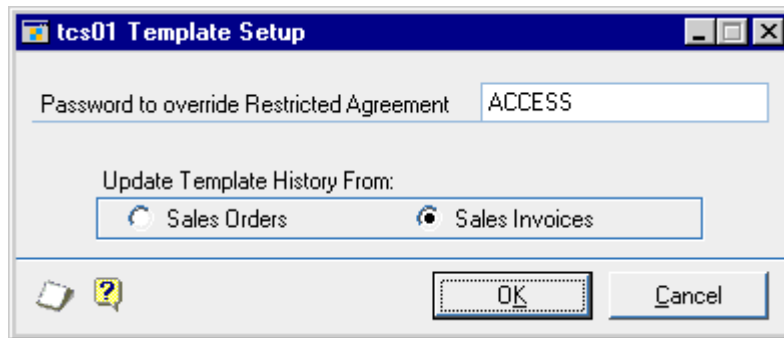 tcs01 Template Setup
Password to override Restricted Agreement ACCESS
Update Template History From:
Sales Orders Sales Invoices
OK Cancel